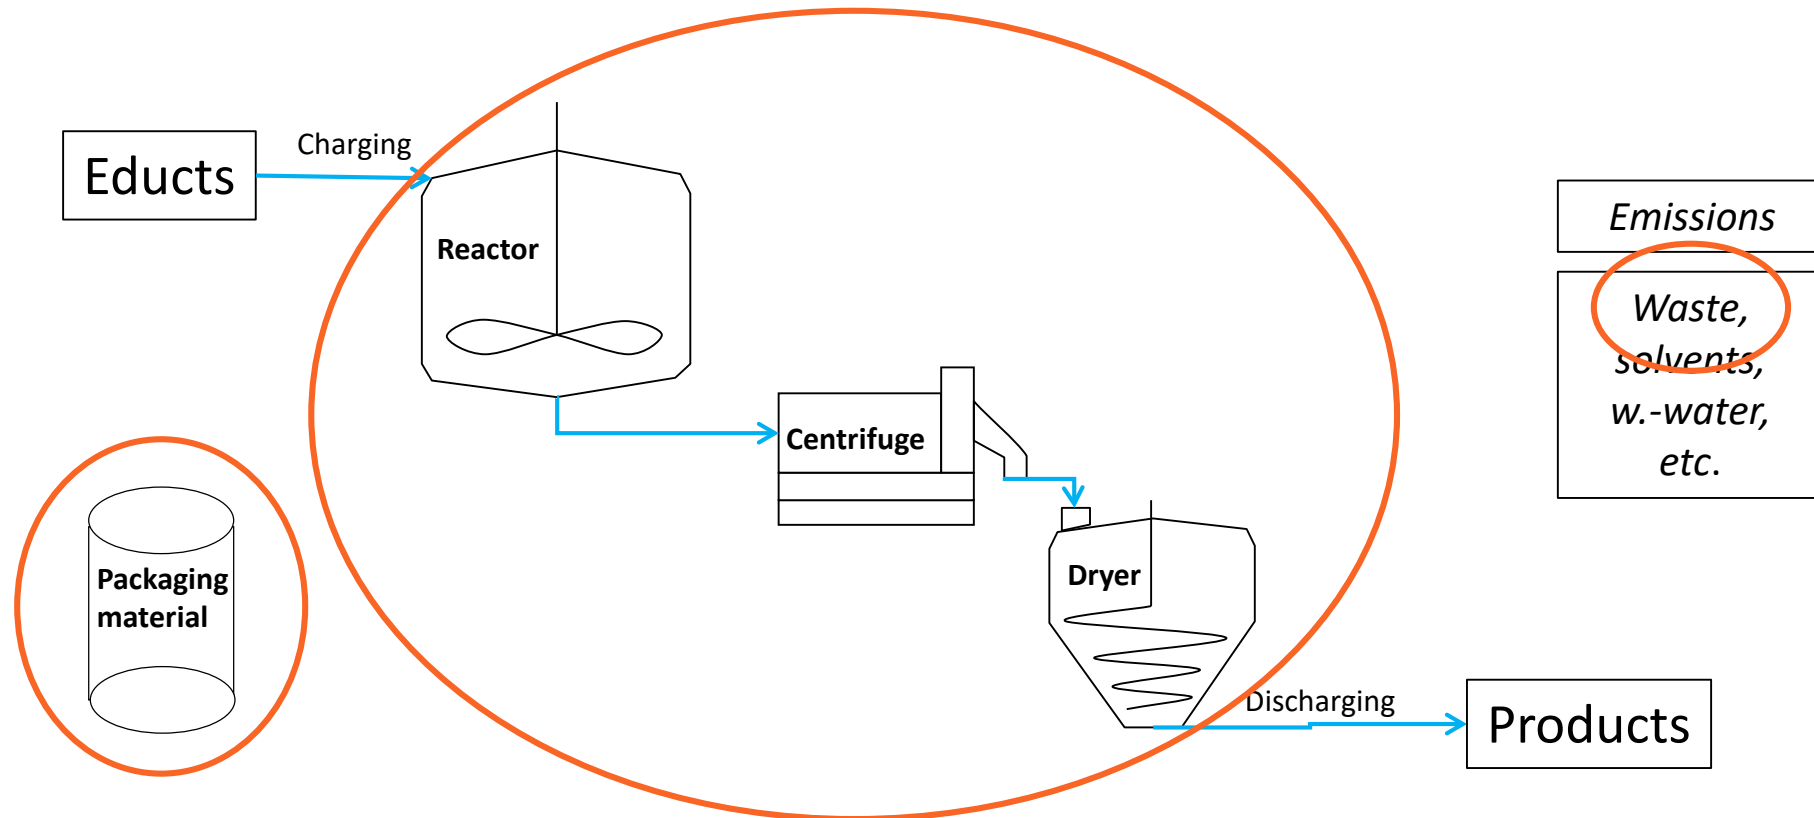 Educts
Charging
Reactor
Centrifuge
Dryer
Packaging
material
Discharging
Products
Emissions
Waste,
solvents,
w.-water,
etc.